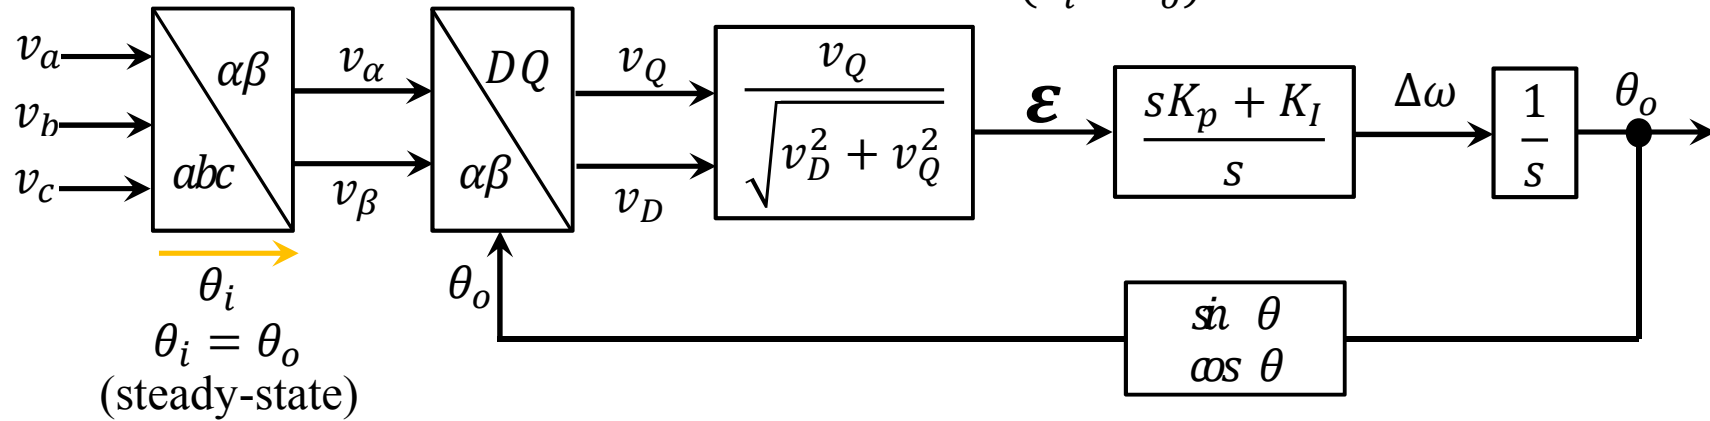 v_a
v_b
v_c
αβ
abc
v_α
v_β
DQ
αβ
v_Q
v_D
v_Q
√(v_D^2 + v_Q^2)
ε
sK_p + K_I
s
Δω
1
s
θ_o
θ_i
θ_i = θ_o
(steady-state)
θ_o
sin θ
cos θ